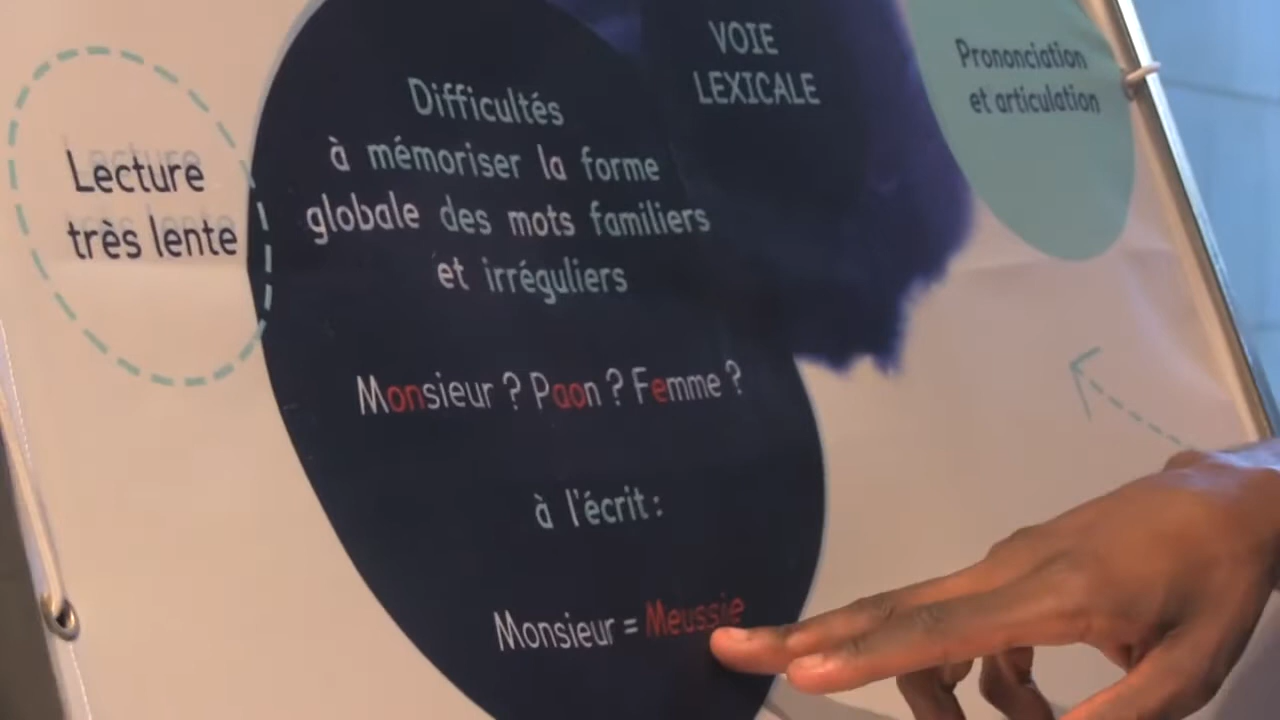 VOIE
LEXICALE
Prononciation
et articulation
Lecture
très lente
Difficultés
à mémoriser la forme
globale des mots familiers
et irréguliers
Monsieur ? Paon ? Femme ?
à l'écrit :
Monsieur = Meussie